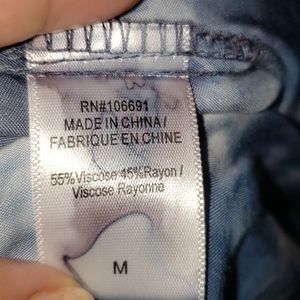 RN#106691
MADE IN CHINA/
FABRIQUE EN CHINE
55%Viscose 45%Rayon/
Viscose Rayonne
M